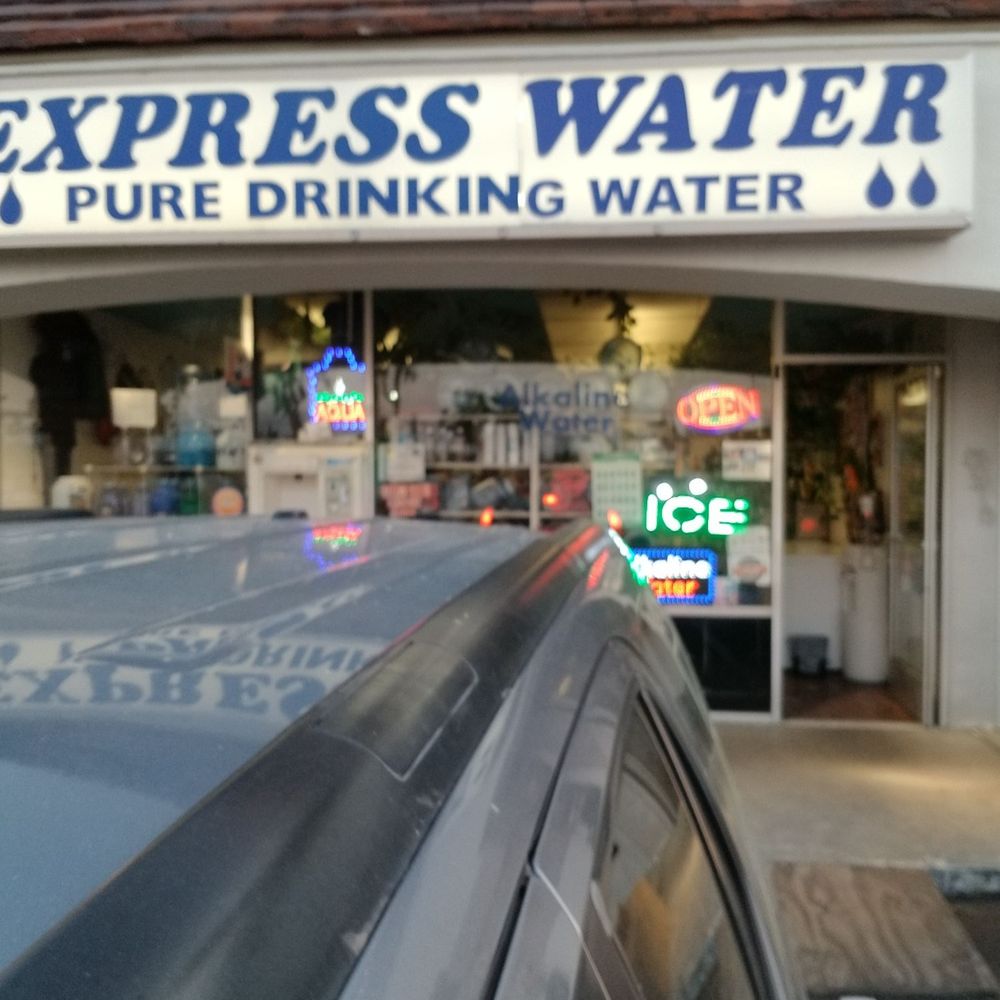 EXPRESS WATER
PURE DRINKING WATER
AQUA
Alkaline
Water
OPEN
ICE